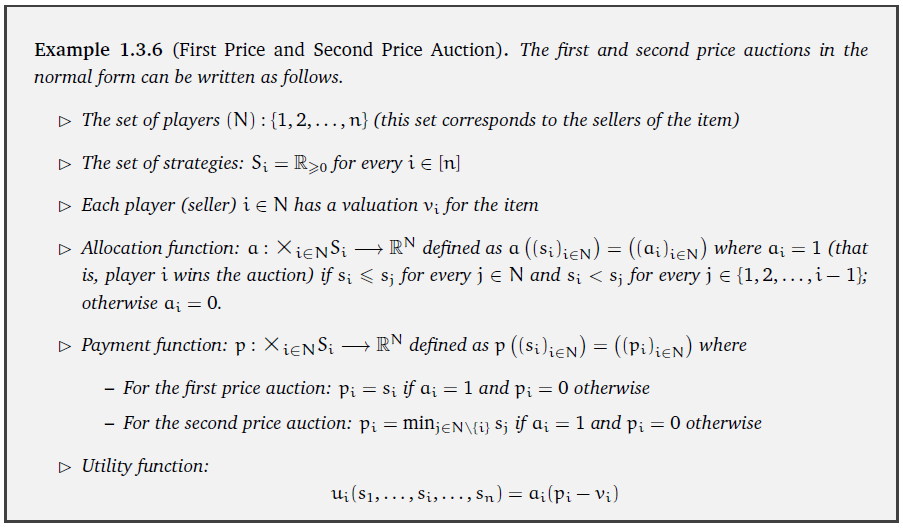 Example 1.3.6 (First Price and Second Price Auction). The first and second price auctions in the
normal form can be written as follows.
▷ The set of players (N) : {1, 2, . . . , n} (this set corresponds to the sellers of the item)
▷ The set of strategies: Sᵢ = ℝ⩾₀ for every i ∈ [n]
▷ Each player (seller) i ∈ N has a valuation vᵢ for the item
▷ Allocation function: a : ×ᵢ∈N Sᵢ ⟶ ℝᴺ defined as a ((sᵢ)ᵢ∈N) = ((aᵢ)ᵢ∈N) where aᵢ = 1 (that
is, player i wins the auction) if sᵢ ⩽ sⱼ for every j ∈ N and sᵢ < sⱼ for every j ∈ {1, 2, . . . , i − 1};
otherwise aᵢ = 0.
▷ Payment function: p : ×ᵢ∈N Sᵢ ⟶ ℝᴺ defined as p ((sᵢ)ᵢ∈N) = ((pᵢ)ᵢ∈N) where
– For the first price auction: pᵢ = sᵢ if aᵢ = 1 and pᵢ = 0 otherwise
– For the second price auction: pᵢ = minⱼ∈N\{i} sⱼ if aᵢ = 1 and pᵢ = 0 otherwise
▷ Utility function:
uᵢ(s₁, . . . , sᵢ, . . . , sₙ) = aᵢ(pᵢ − vᵢ)